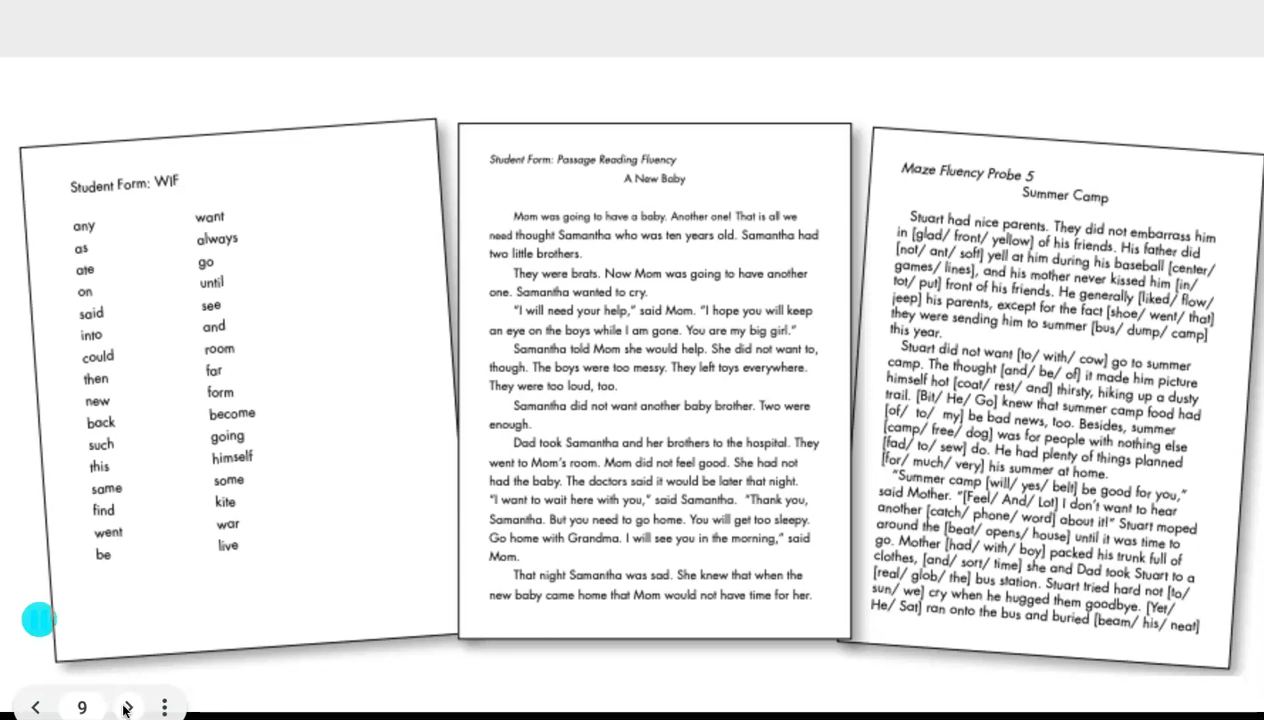 Student Form: WIF
any
as
ate
on
said
into
could
then
new
back
such
this
same
find
went
be
want
always
go
until
see
and
room
far
form
become
going
himself
some
kite
war
live
Student Form: Passage Reading Fluency
A New Baby
Mom was going to have a baby. Another one! That is all we
need thought Samantha who was ten years old. Samantha had
two little brothers.
They were brats. Now Mom was going to have another
one. Samantha wanted to cry.
“I will need your help,” said Mom. “I hope you will keep
an eye on the boys while I am gone. You are my big girl.”
Samantha told Mom she would help. She did not want to,
though. The boys were too messy. They left toys everywhere.
They were too loud, too.
Samantha did not want another baby brother. Two were
enough.
Dad took Samantha and her brothers to the hospital. They
went to Mom’s room. Mom did not feel good. She had not
had the baby. The doctors said it would be later that night.
“I want to wait here with you,” said Samantha. “Thank you,
Samantha. But you need to go home. You will get too sleepy.
Go home with Grandma. I will see you in the morning,” said
Mom.
That night Samantha was sad. She knew that when the
new baby came home that Mom would not have time for her.
Maze Fluency Probe 5
Summer Camp
Stuart had nice parents. They did not embarrass him
in [glad/ front/ yellow] of his friends. His father did
[not/ ant/ soft] yell at him during his baseball [center/
games/ lines], and his mother never kissed him [in/
tot/ put] front of his friends. He generally [liked/ flow/
jeep] his parents, except for the fact [shoe/ went/ that]
they were sending him to summer [bus/ dump/ camp]
this year.
Stuart did not want [to/ with/ cow] go to summer
camp. The thought [and/ be/ of] it made him picture
himself hot [coat/ rest/ and] thirsty, hiking up a dusty
trail. [Bit/ He/ Go] knew that summer camp food had
[of/ to/ my] be bad news, too. Besides, summer
[camp/ free/ dog] was for people with nothing else
[fad/ to/ sew] do. He had plenty of things planned
[for/ much/ very] his summer at home.
“Summer camp [will/ yes/ belt] be good for you,”
said Mother. “[Feel/ And/ Lot] I don’t want to hear
another [catch/ phone/ word] about it!” Stuart moped
around the [beat/ opens/ house] until it was time to
go. Mother [had/ with/ boy] packed his trunk full of
clothes, [and/ sort/ time] she and Dad took Stuart to a
[real/ glob/ the] bus station. Stuart tried hard not [to/
sun/ we] cry when he hugged them goodbye. [Yet/
He/ Sat] ran onto the bus and buried [beam/ his/ neat]
9